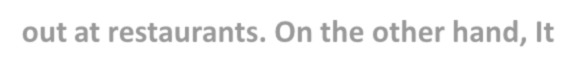 out at restaurants. On the other hand, It